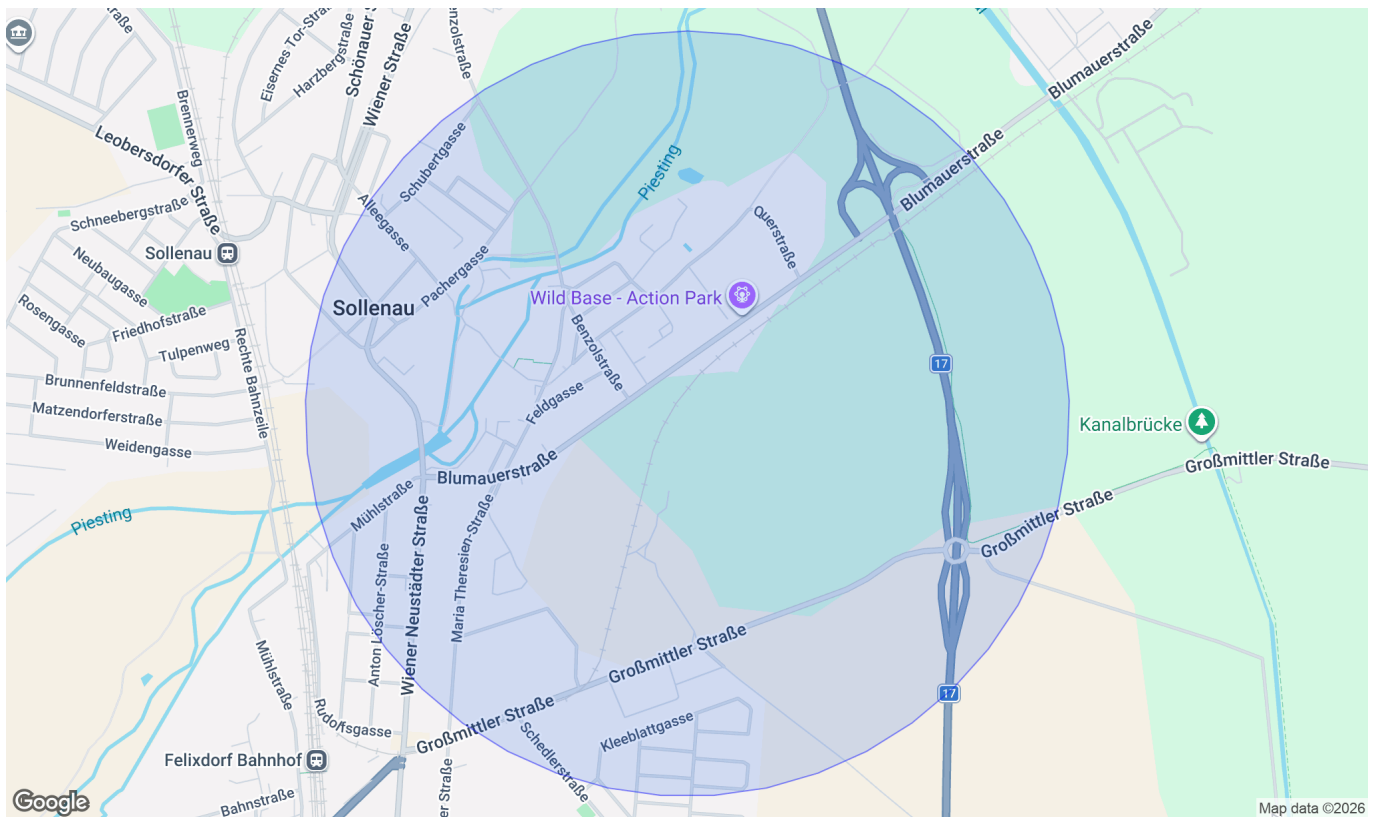 Eisernes Tor-Straß
Harzbergstraße
Schönauer S
Wiener Straße
nzolstraße
Blumauerstraße
Brennerweg
Leobersdorfer Straße
Schubertgasse
Piesting
Blumauerstraße
Alleegasse
Schneebergstraße
Querstraße
Sollenau
Neubaugasse
Pachergasse
Wild Base - Action Park
Sollenau
Rosengasse
Friedhofstraße
Tulpenweg
Benzolstraße
17
Rechte Bahnzeile
Brunnenfeldstraße
Feldgasse
Matzendorferstraße
Kanalbrücke
Weidengasse
Großmittler Straße
Blumauerstraße
Mühlstraße
Piesting
Großmittler Straße
Wiener Neustädter Straße
Maria Theresien-Straße
Anton Löscher-Straße
Mühlstraße
Großmittler Straße
17
Rudolfsgasse
Großmittler Straße
Kleeblattgasse
Schedlerstraße
Felixdorf Bahnhof
Bahnstraße
er Straße
Google
Map data ©2026